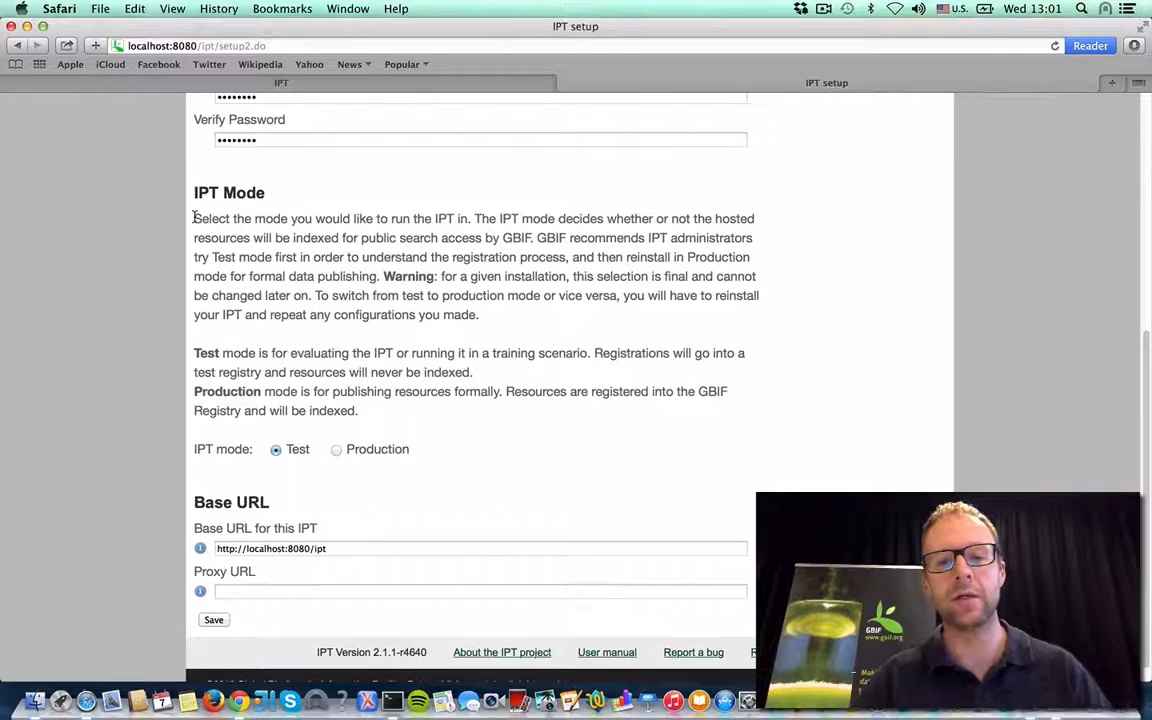 Safari File Edit View History Bookmarks Window Help U.S. Wed 13:01
IPT setup
localhost:8080/ipt/setup2.do Reader
Apple iCloud Facebook Twitter Wikipedia Yahoo News Popular
IPT IPT setup
Verify Password
IPT Mode
Select the mode you would like to run the IPT in. The IPT mode decides whether or not the hosted
resources will be indexed for public search access by GBIF. GBIF recommends IPT administrators
try Test mode first in order to understand the registration process, and then reinstall in Production
mode for formal data publishing. Warning: for a given installation, this selection is final and cannot
be changed later on. To switch from test to production mode or vice versa, you will have to reinstall
your IPT and repeat any configurations you made.
Test mode is for evaluating the IPT or running it in a training scenario. Registrations will go into a
test registry and resources will never be indexed.
Production mode is for publishing resources formally. Resources are registered into the GBIF
Registry and will be indexed.
IPT mode: Test Production
Base URL
Base URL for this IPT
http://localhost:8080/ipt
Proxy URL
Save
IPT Version 2.1.1-r4640 About the IPT project User manual Report a bug
GBIF
www.gbif.org